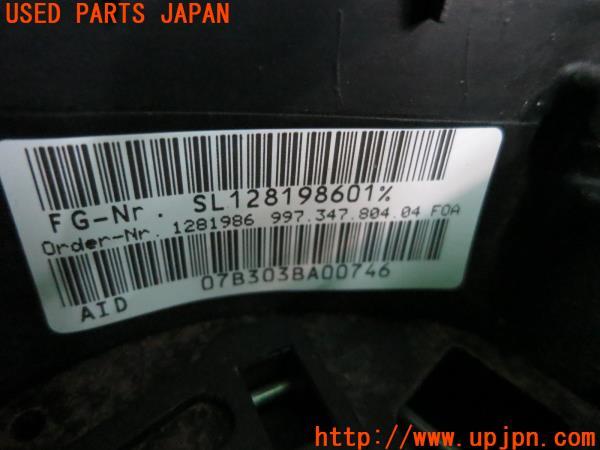 USED PARTS JAPAN
FG-Nr. SL128198601%
Order-Nr. 1281986 997.347.804.04 F0A
07B303BA00746
AID
http://www.upjpn.com